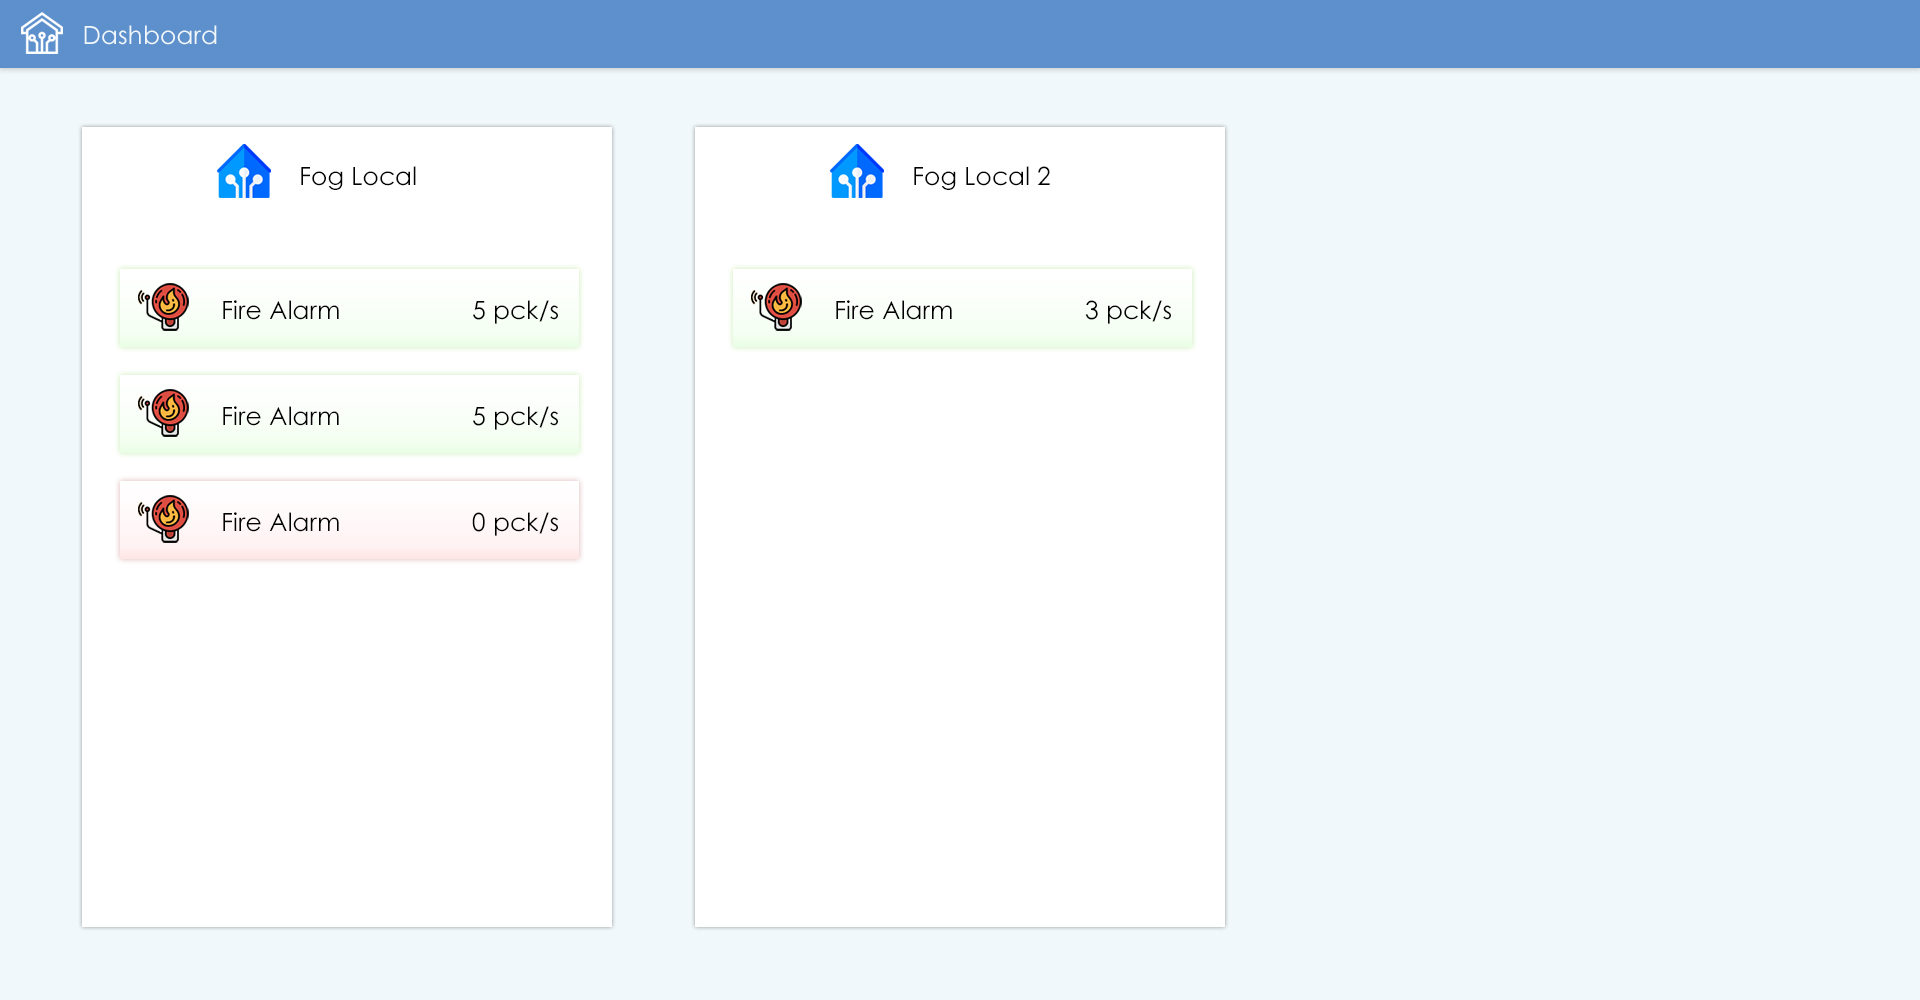 Dashboard
Fog Local
Fire Alarm 5 pck/s
Fire Alarm 5 pck/s
Fire Alarm 0 pck/s
Fog Local 2
Fire Alarm 3 pck/s